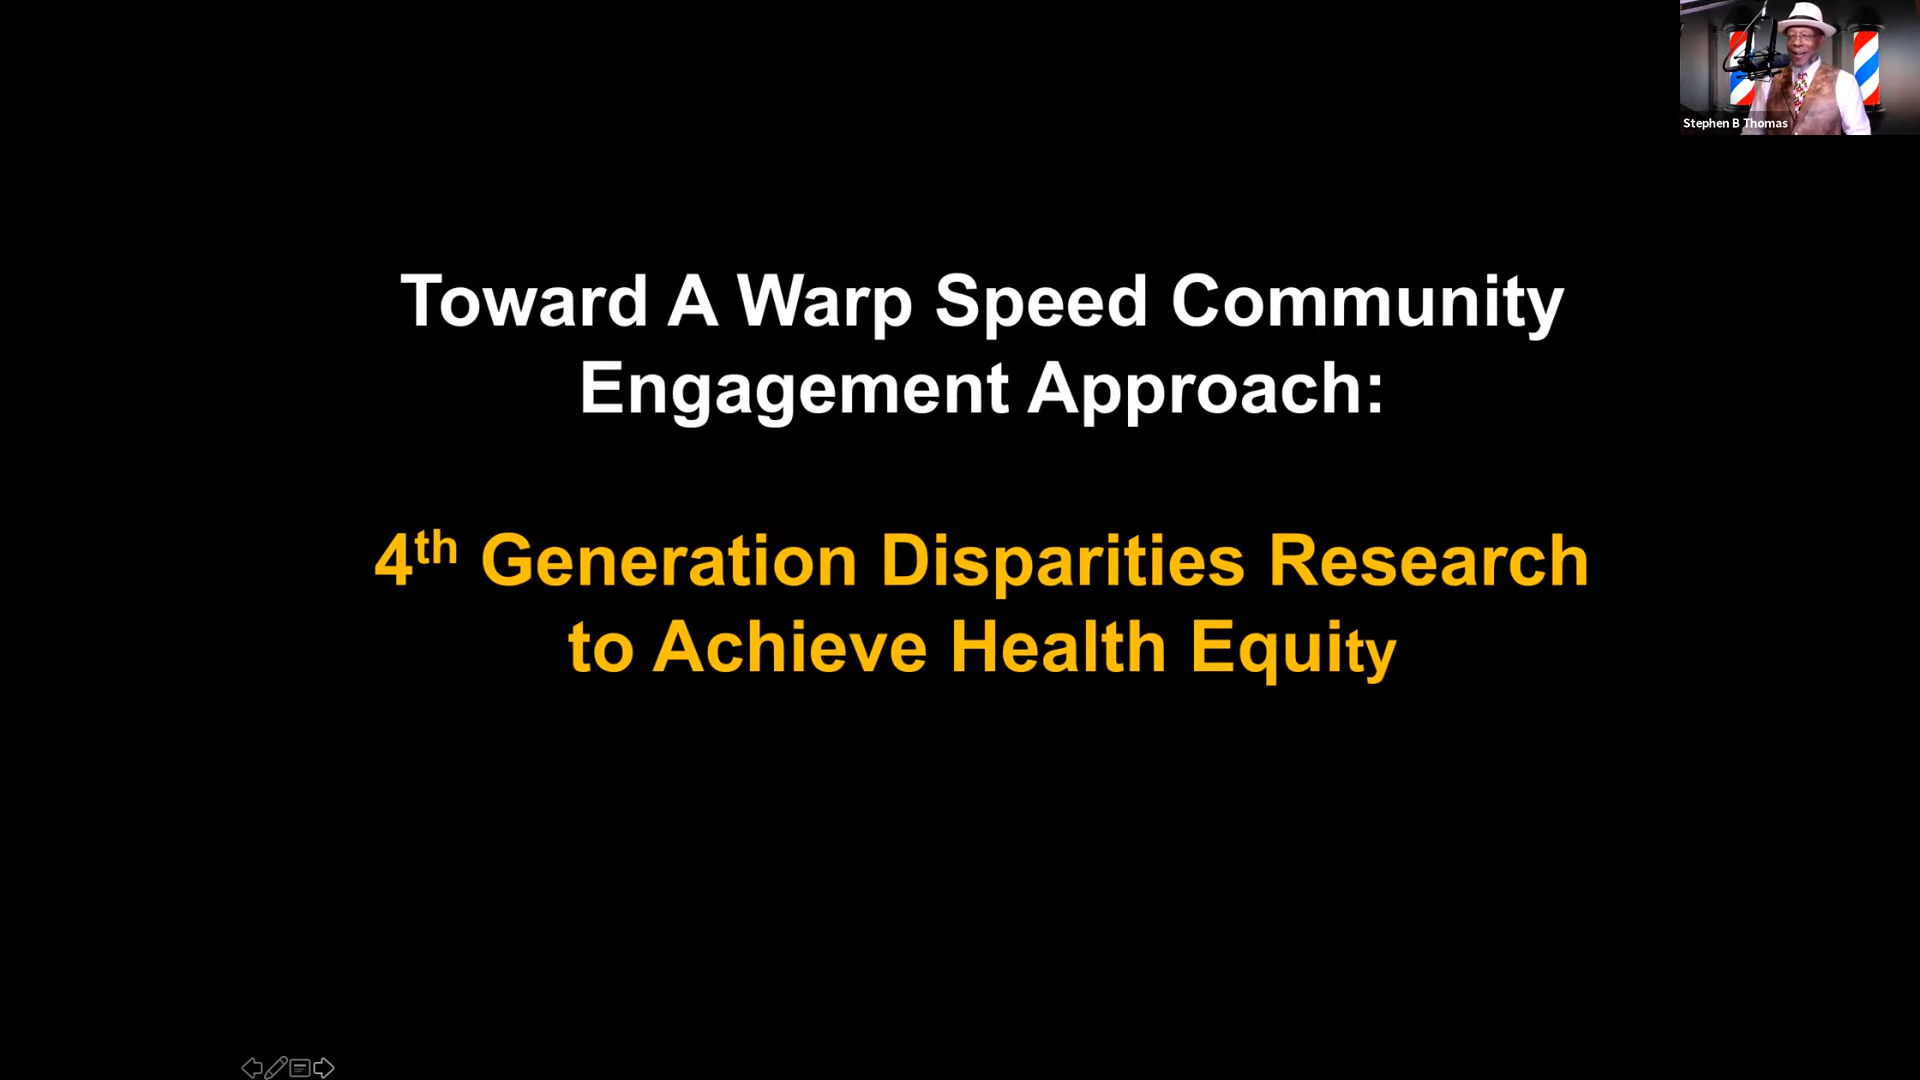 Stephen B Thomas
Toward A Warp Speed Community
Engagement Approach:
4th Generation Disparities Research
to Achieve Health Equity